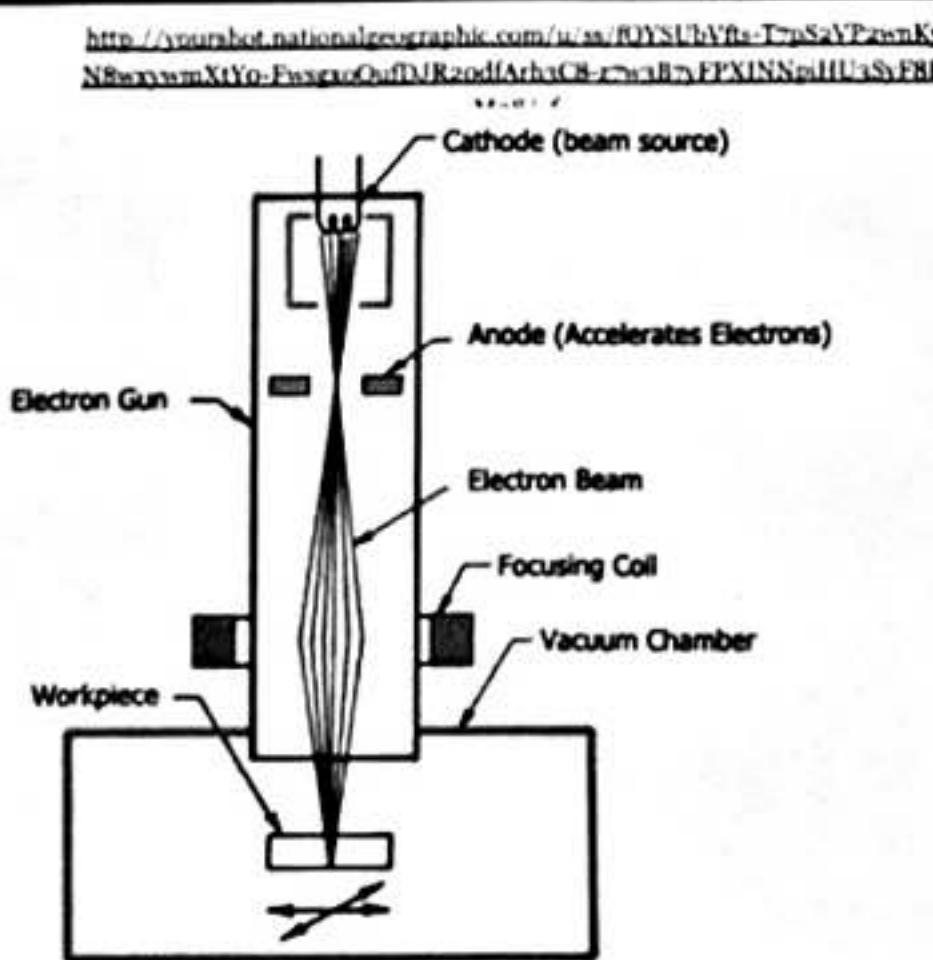 Cathode (beam source)
Anode (Accelerates Electrons)
Electron Gun
Electron Beam
Focusing Coil
Vacuum Chamber
Workpiece